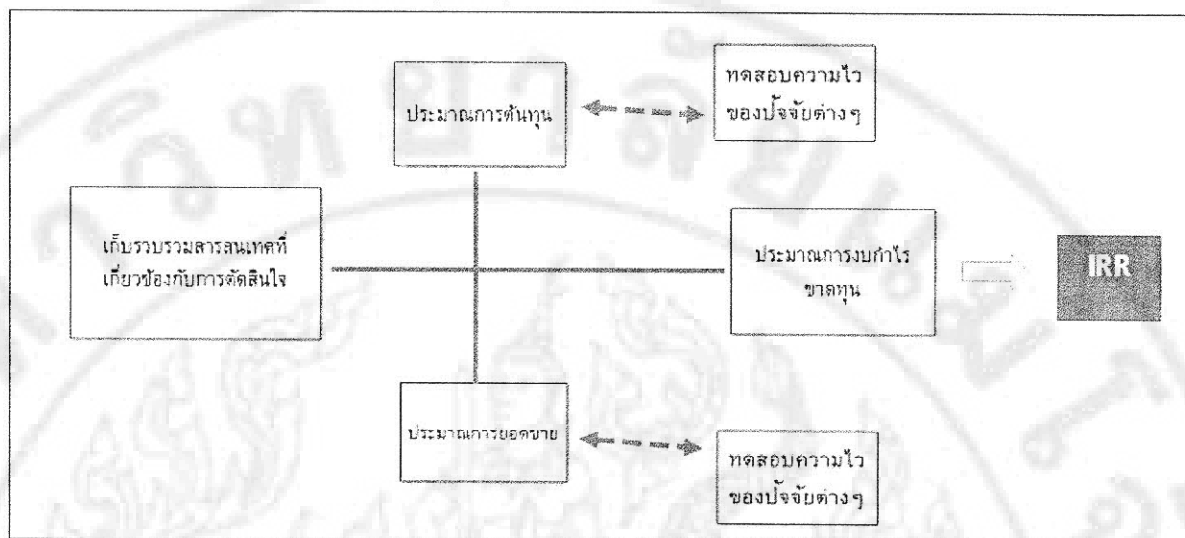 ทดสอบความไว
ของปัจจัยต่างๆ
ประมาณการต้นทุน
เก็บรวบรวมสารสนเทศที่
เกี่ยวข้องกับการตัดสินใจ
ประมาณการงบกำไร
ขาดทุน
IRR
ประมาณการยอดขาย
ทดสอบความไว
ของปัจจัยต่างๆ